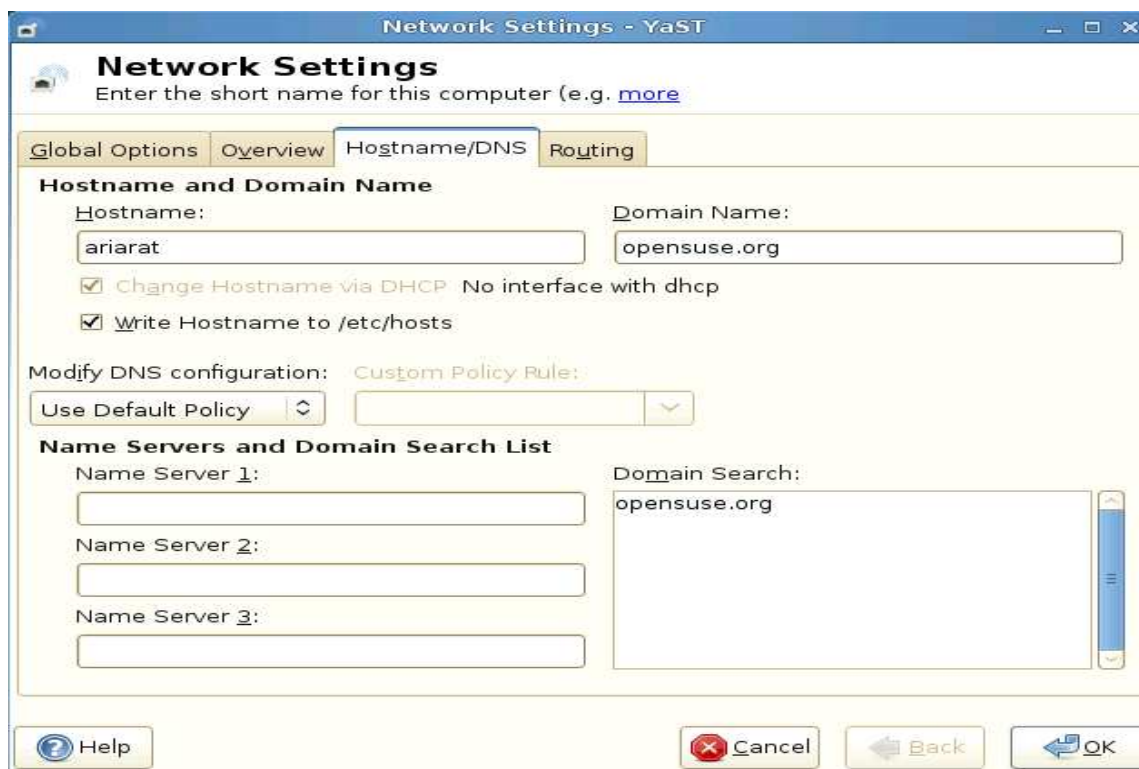 Network Settings - YaST
Network Settings
Enter the short name for this computer (e.g. more
Global Options Overview Hostname/DNS Routing
Hostname and Domain Name
Hostname: Domain Name:
ariarat opensuse.org
Change Hostname via DHCP No interface with dhcp
Write Hostname to /etc/hosts
Modify DNS configuration: Custom Policy Rule:
Use Default Policy
Name Servers and Domain Search List
Name Server 1: Domain Search:
opensuse.org
Name Server 2:
Name Server 3:
Help Cancel Back OK